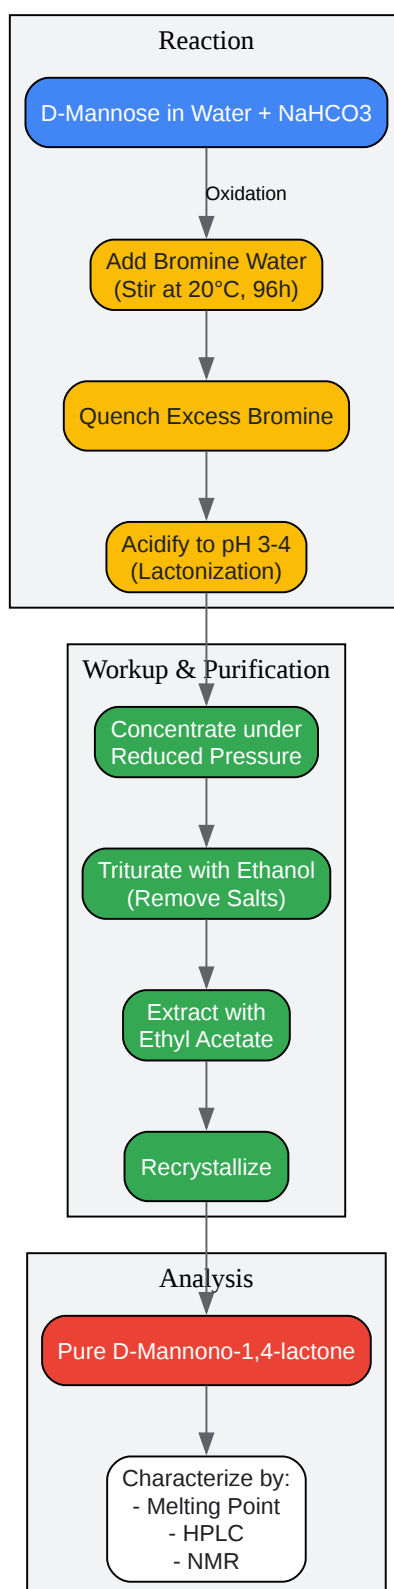 Reaction
D-Mannose in Water + NaHCO3
Oxidation
Add Bromine Water
(Stir at 20°C, 96h)
Quench Excess Bromine
Acidify to pH 3-4
(Lactonization)
Workup & Purification
Concentrate under
Reduced Pressure
Triturate with Ethanol
(Remove Salts)
Extract with
Ethyl Acetate
Recrystallize
Analysis
Pure D-Mannono-1,4-lactone
Characterize by:
- Melting Point
- HPLC
- NMR